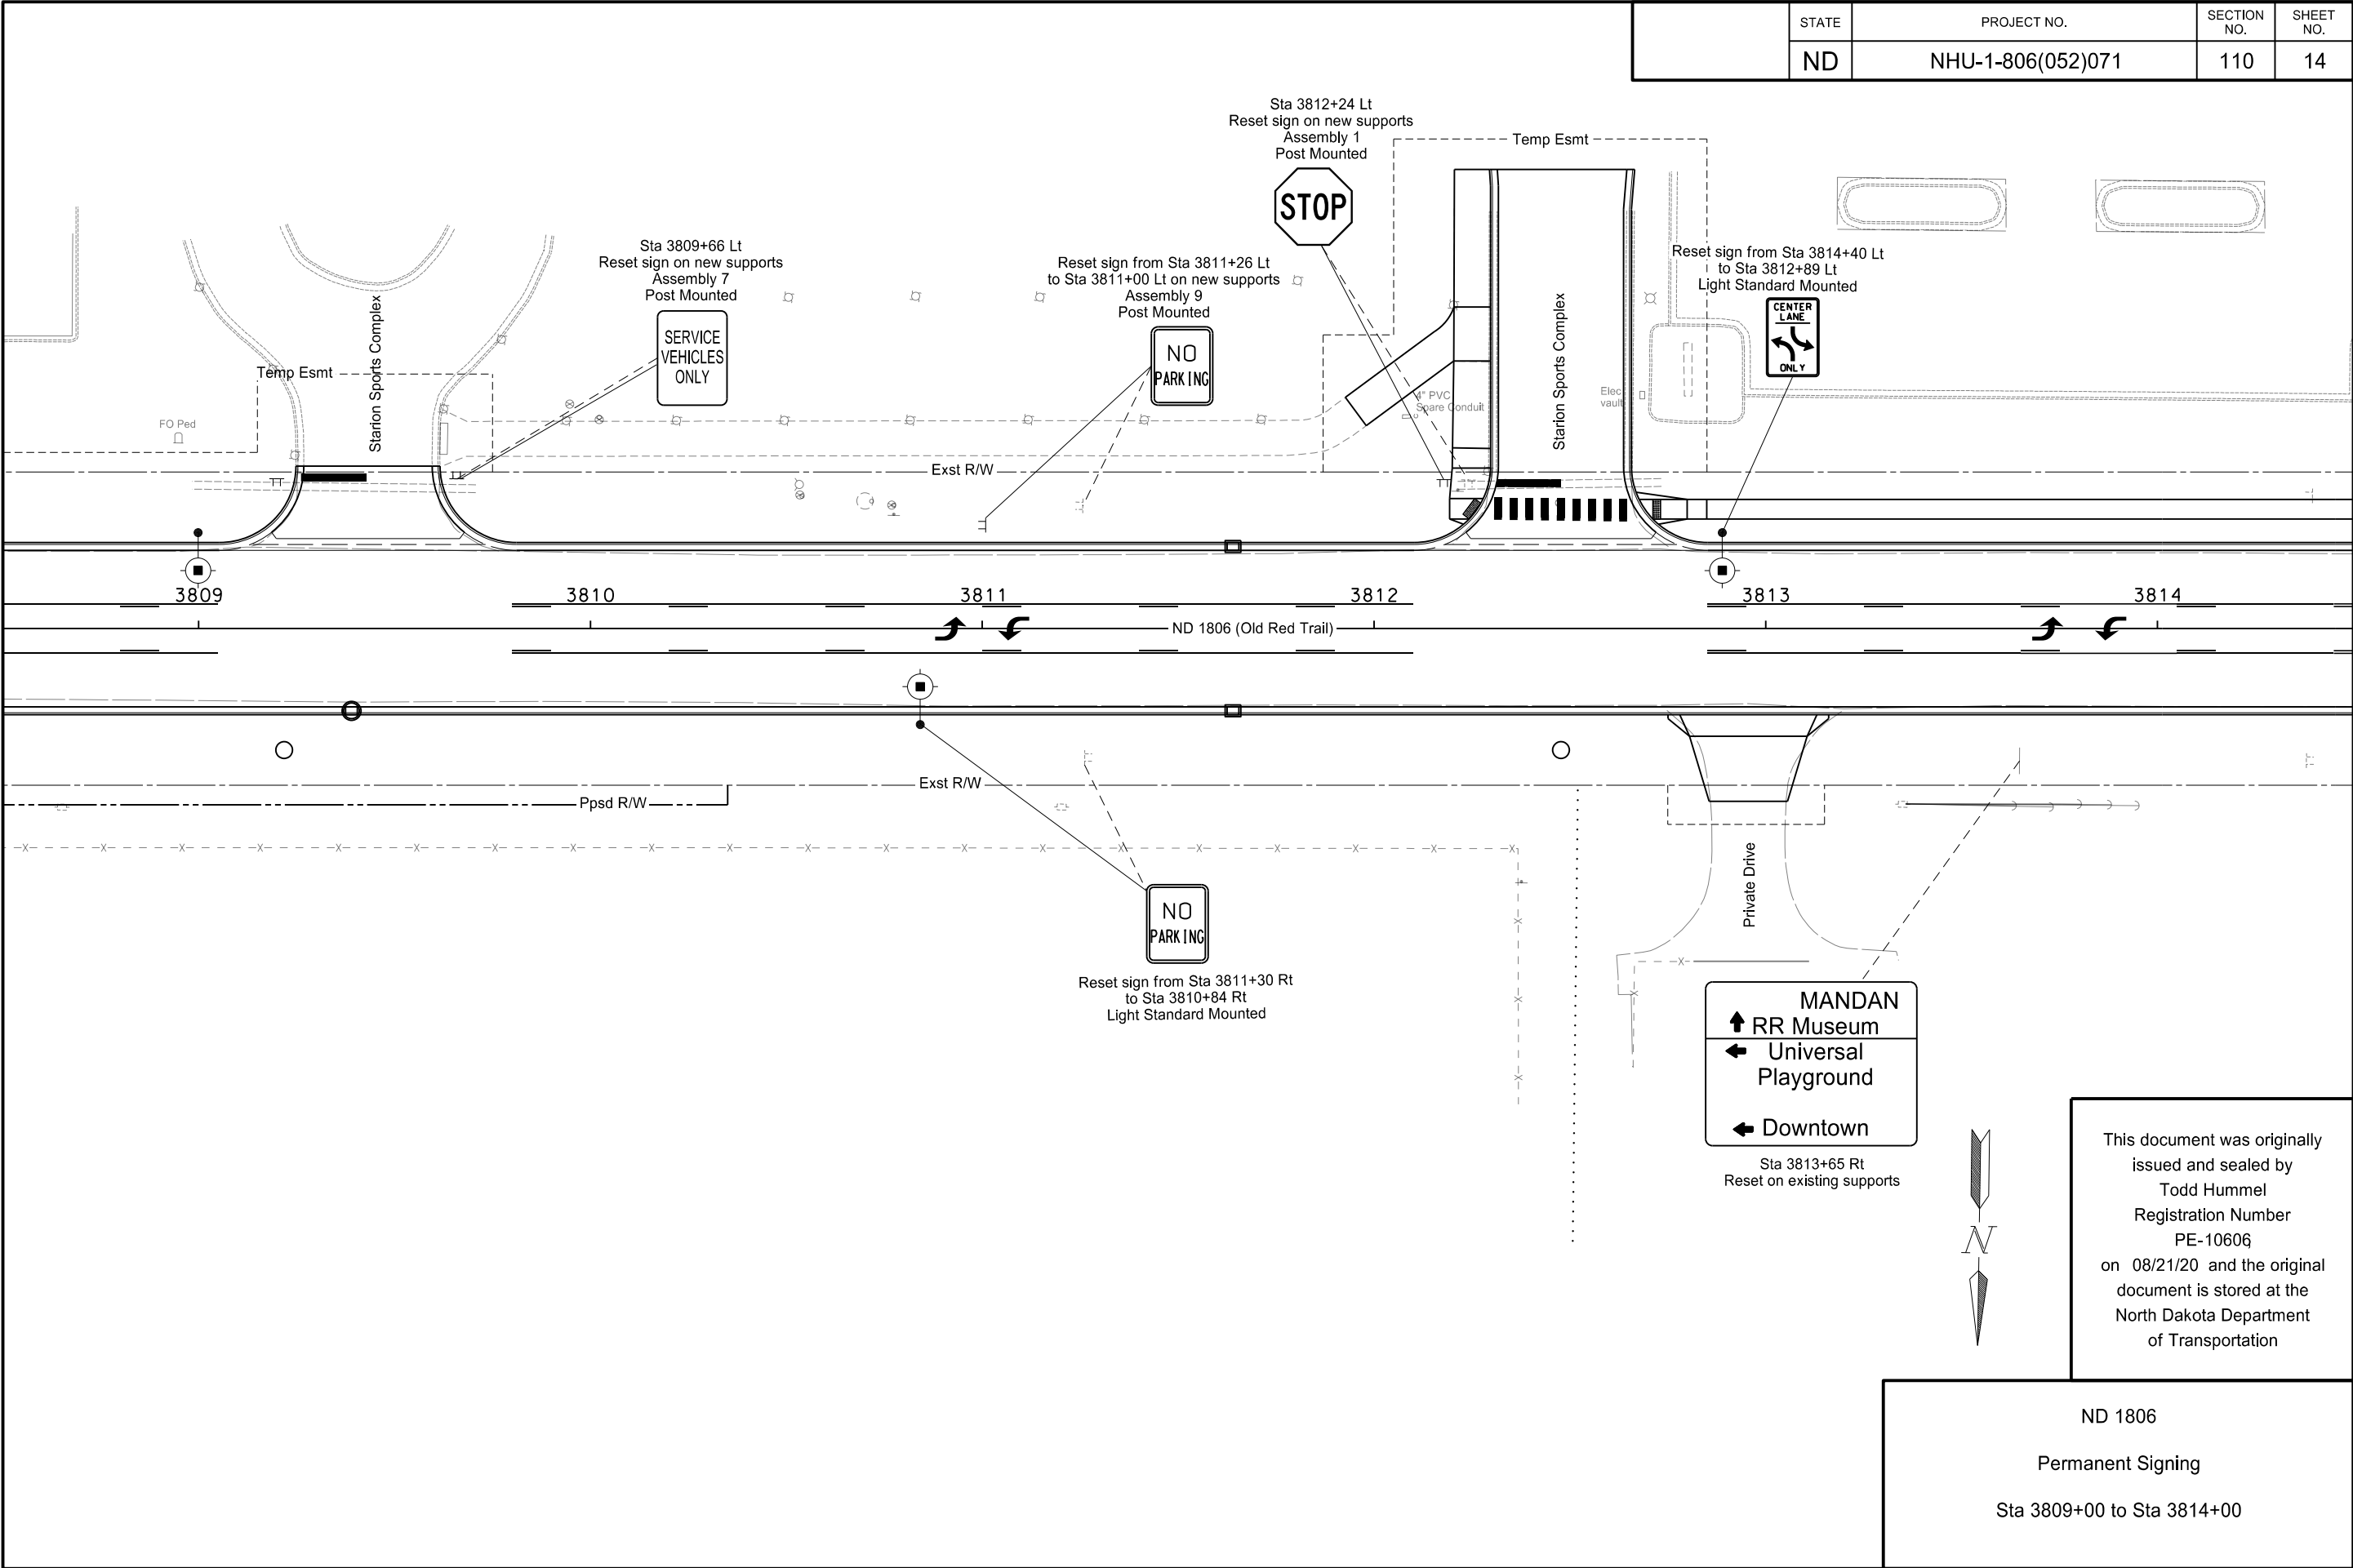 STATE
PROJECT NO.
SECTION NO.
SHEET NO.
ND
NHU-1-806(052)071
110
14
Sta 3812+24 Lt
Reset sign on new supports
Assembly 1
Post Mounted
STOP
Temp Esmt
Sta 3809+66 Lt
Reset sign on new supports
Assembly 7
Post Mounted
SERVICE
VEHICLES
ONLY
Reset sign from Sta 3811+26 Lt
to Sta 3811+00 Lt on new supports
Assembly 9
Post Mounted
NO
PARKING
Reset sign from Sta 3814+40 Lt
to Sta 3812+89 Lt
Light Standard Mounted
CENTER
LANE
ONLY
Starion Sports Complex
Starion Sports Complex
Temp Esmt
FO Ped
4" PVC
Spare Conduit
Elec
vault
Exst R/W
3809
3810
3811
3812
3813
3814
ND 1806 (Old Red Trail)
Exst R/W
Ppsd R/W
Private Drive
NO
PARKING
Reset sign from Sta 3811+30 Rt
to Sta 3810+84 Rt
Light Standard Mounted
MANDAN
RR Museum
Universal
Playground
Downtown
Sta 3813+65 Rt
Reset on existing supports
N
This document was originally
issued and sealed by
Todd Hummel
Registration Number
PE-10606,
on 08/21/20 and the original
document is stored at the
North Dakota Department
of Transportation
ND 1806
Permanent Signing
Sta 3809+00 to Sta 3814+00